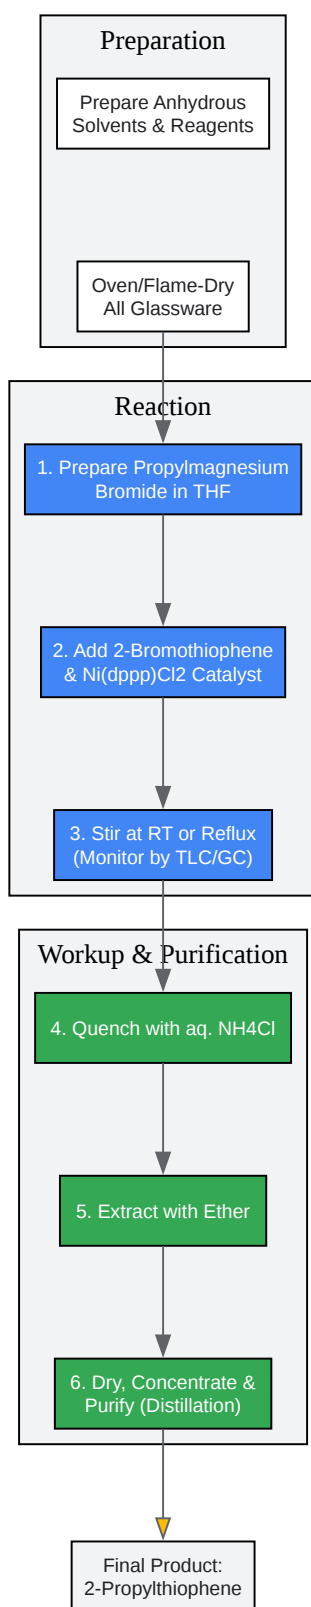 Preparation
Prepare Anhydrous
Solvents & Reagents
Oven/Flame-Dry
All Glassware
Reaction
1. Prepare Propylmagnesium
Bromide in THF
2. Add 2-Bromothiophene
& Ni(dppp)Cl2 Catalyst
3. Stir at RT or Reflux
(Monitor by TLC/GC)
Workup & Purification
4. Quench with aq. NH4Cl
5. Extract with Ether
6. Dry, Concentrate &
Purify (Distillation)
Final Product:
2-Propylthiophene